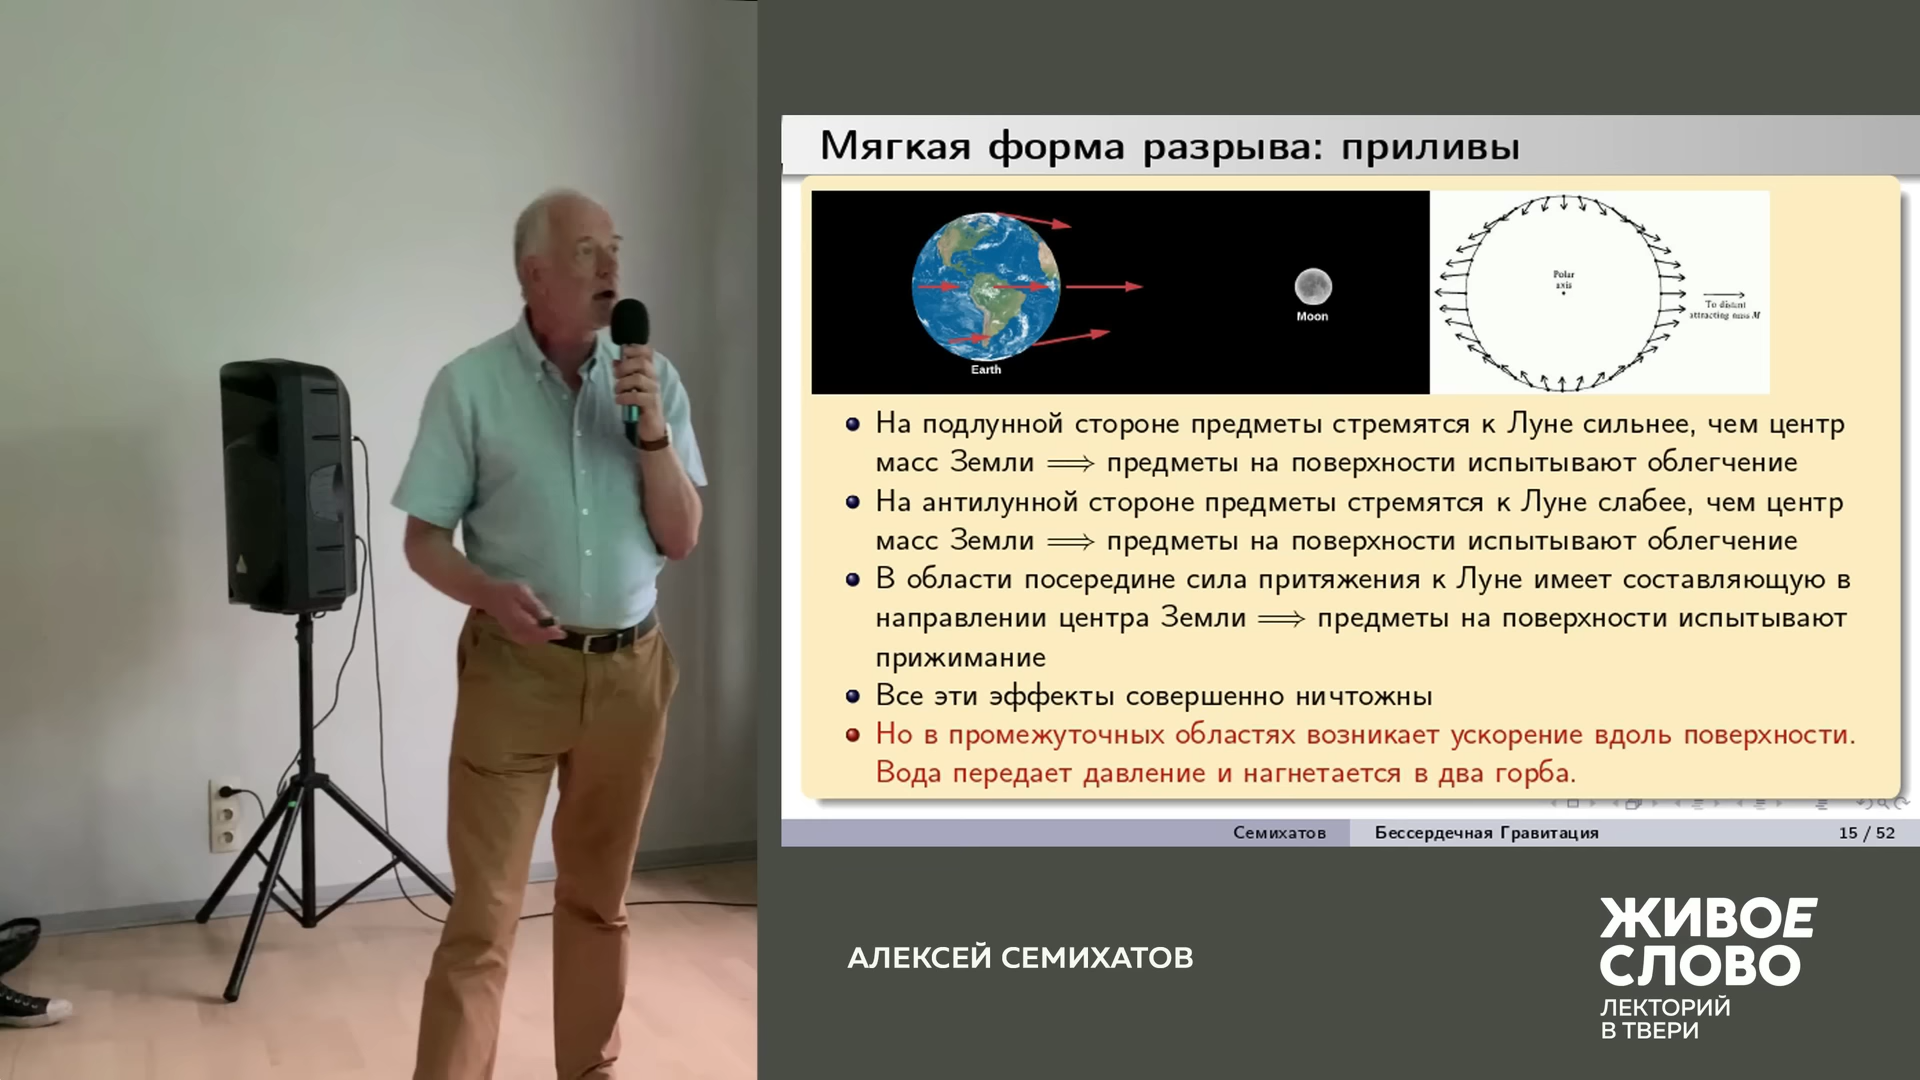 Мягкая форма разрыва: приливы
Earth
Moon
Polar
axis
To distant
attracting mass M
На подлунной стороне предметы стремятся к Луне сильнее, чем центр
масс Земли ⟹ предметы на поверхности испытывают облегчение
На антилунной стороне предметы стремятся к Луне слабее, чем центр
масс Земли ⟹ предметы на поверхности испытывают облегчение
В области посередине сила притяжения к Луне имеет составляющую в
направлении центра Земли ⟹ предметы на поверхности испытывают
прижимание
Все эти эффекты совершенно ничтожны
Но в промежуточных областях возникает ускорение вдоль поверхности.
Вода передает давление и нагнетается в два горба.
Семихатов
Бессердечная Гравитация
15 / 52
АЛЕКСЕЙ СЕМИХАТОВ
ЖИВОЕ
СЛОВО
ЛЕКТОРИЙ
В ТВЕРИ